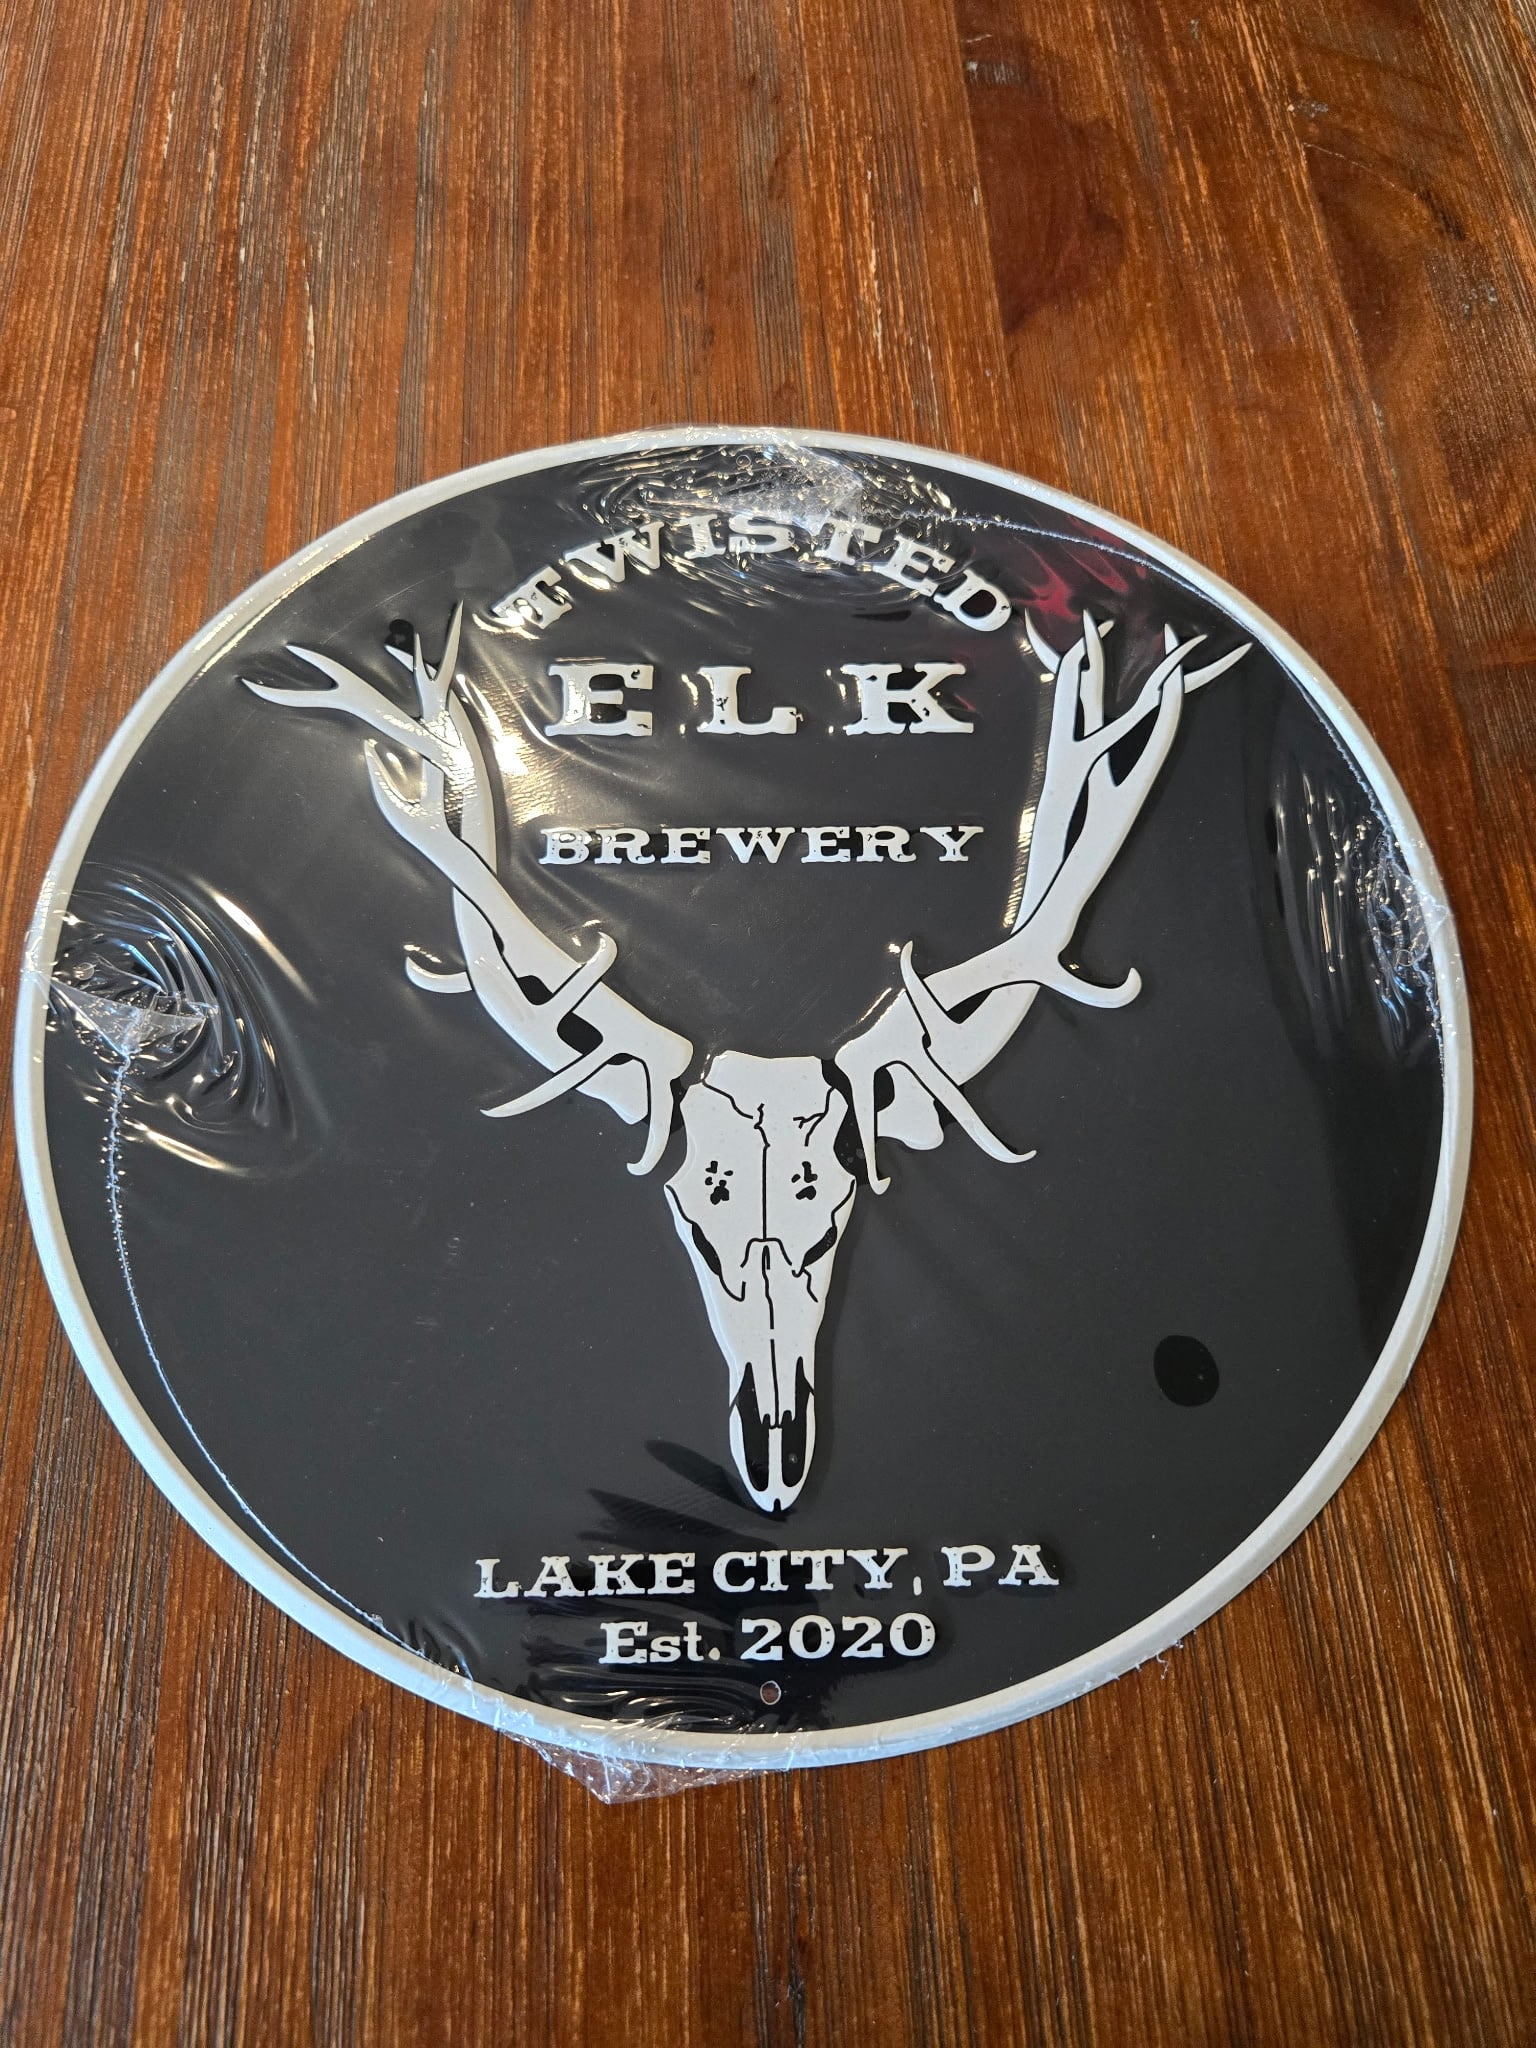 TWISTED
ELK
BREWERY
LAKE CITY, PA
Est. 2020